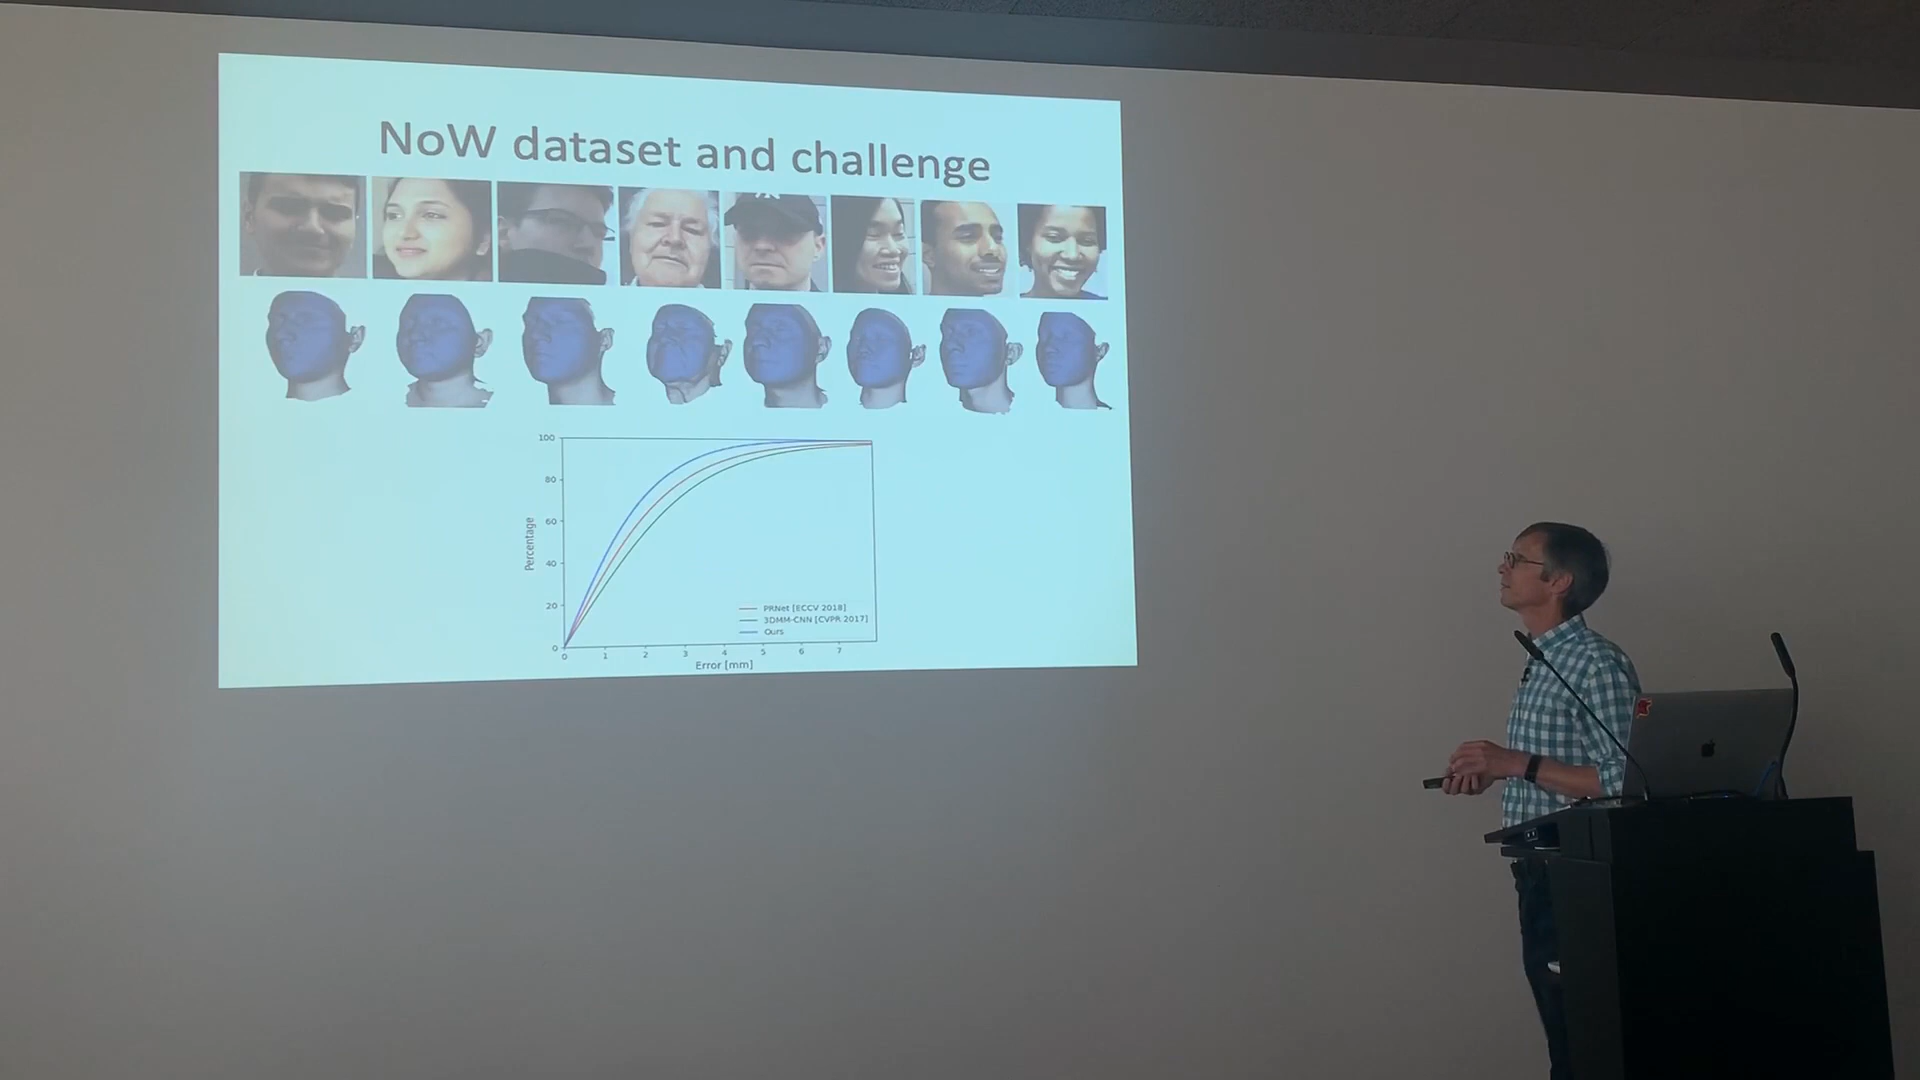 NoW dataset and challenge
100
80
60
40
20
0
Percentage
PRNet [ECCV 2018]
3DMM-CNN [CVPR 2017]
Ours
0 1 2 3 4 5 6 7
Error [mm]